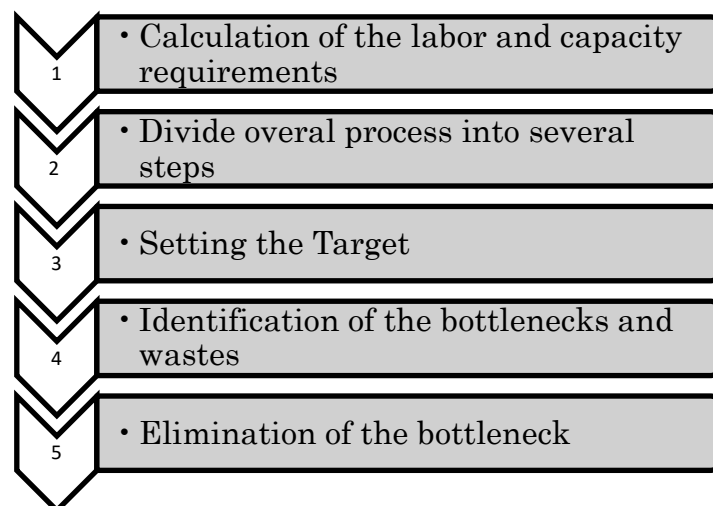 1
• Calculation of the labor and capacity
requirements
2
• Divide overal process into several
steps
3
• Setting the Target
4
• Identification of the bottlenecks and
wastes
5
• Elimination of the bottleneck